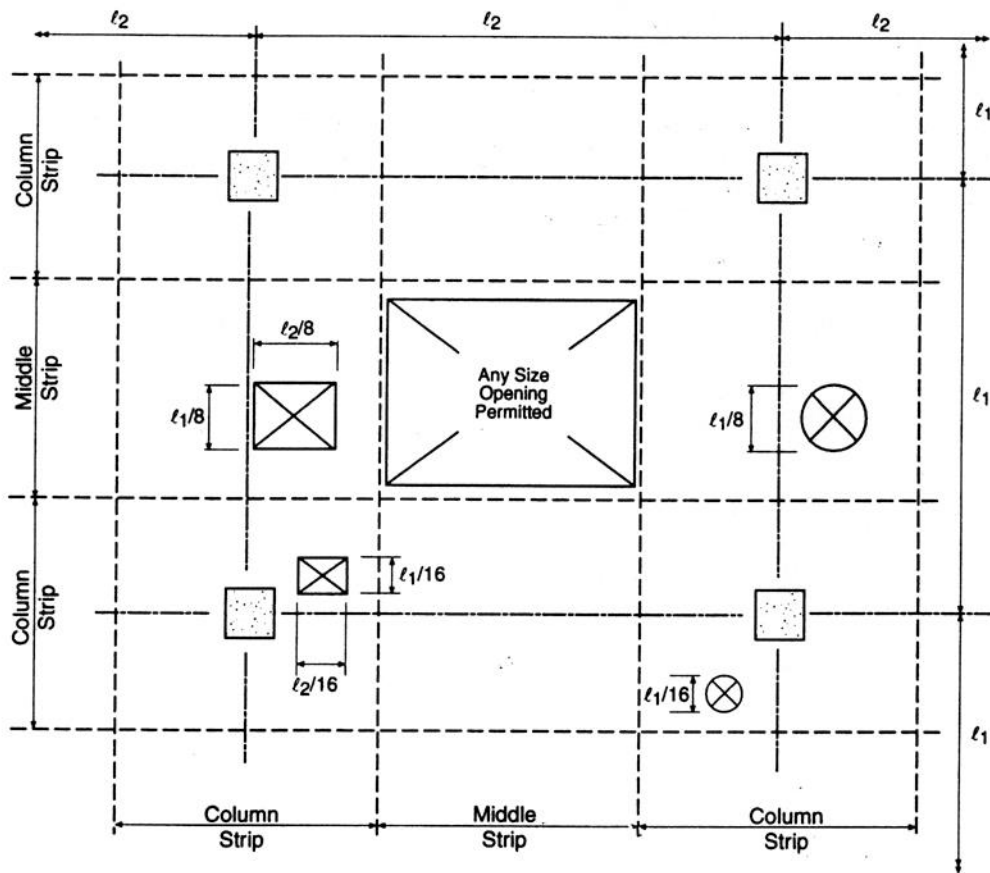 ℓ2
ℓ2
ℓ2
ℓ1
Column
Strip
Middle
Strip
ℓ2/8
ℓ1/8
Any Size
Opening
Permitted
ℓ1/8
ℓ1
Column
Strip
ℓ1/16
ℓ2/16
ℓ1/16
ℓ1
Column
Strip
Middle
Strip
Column
Strip